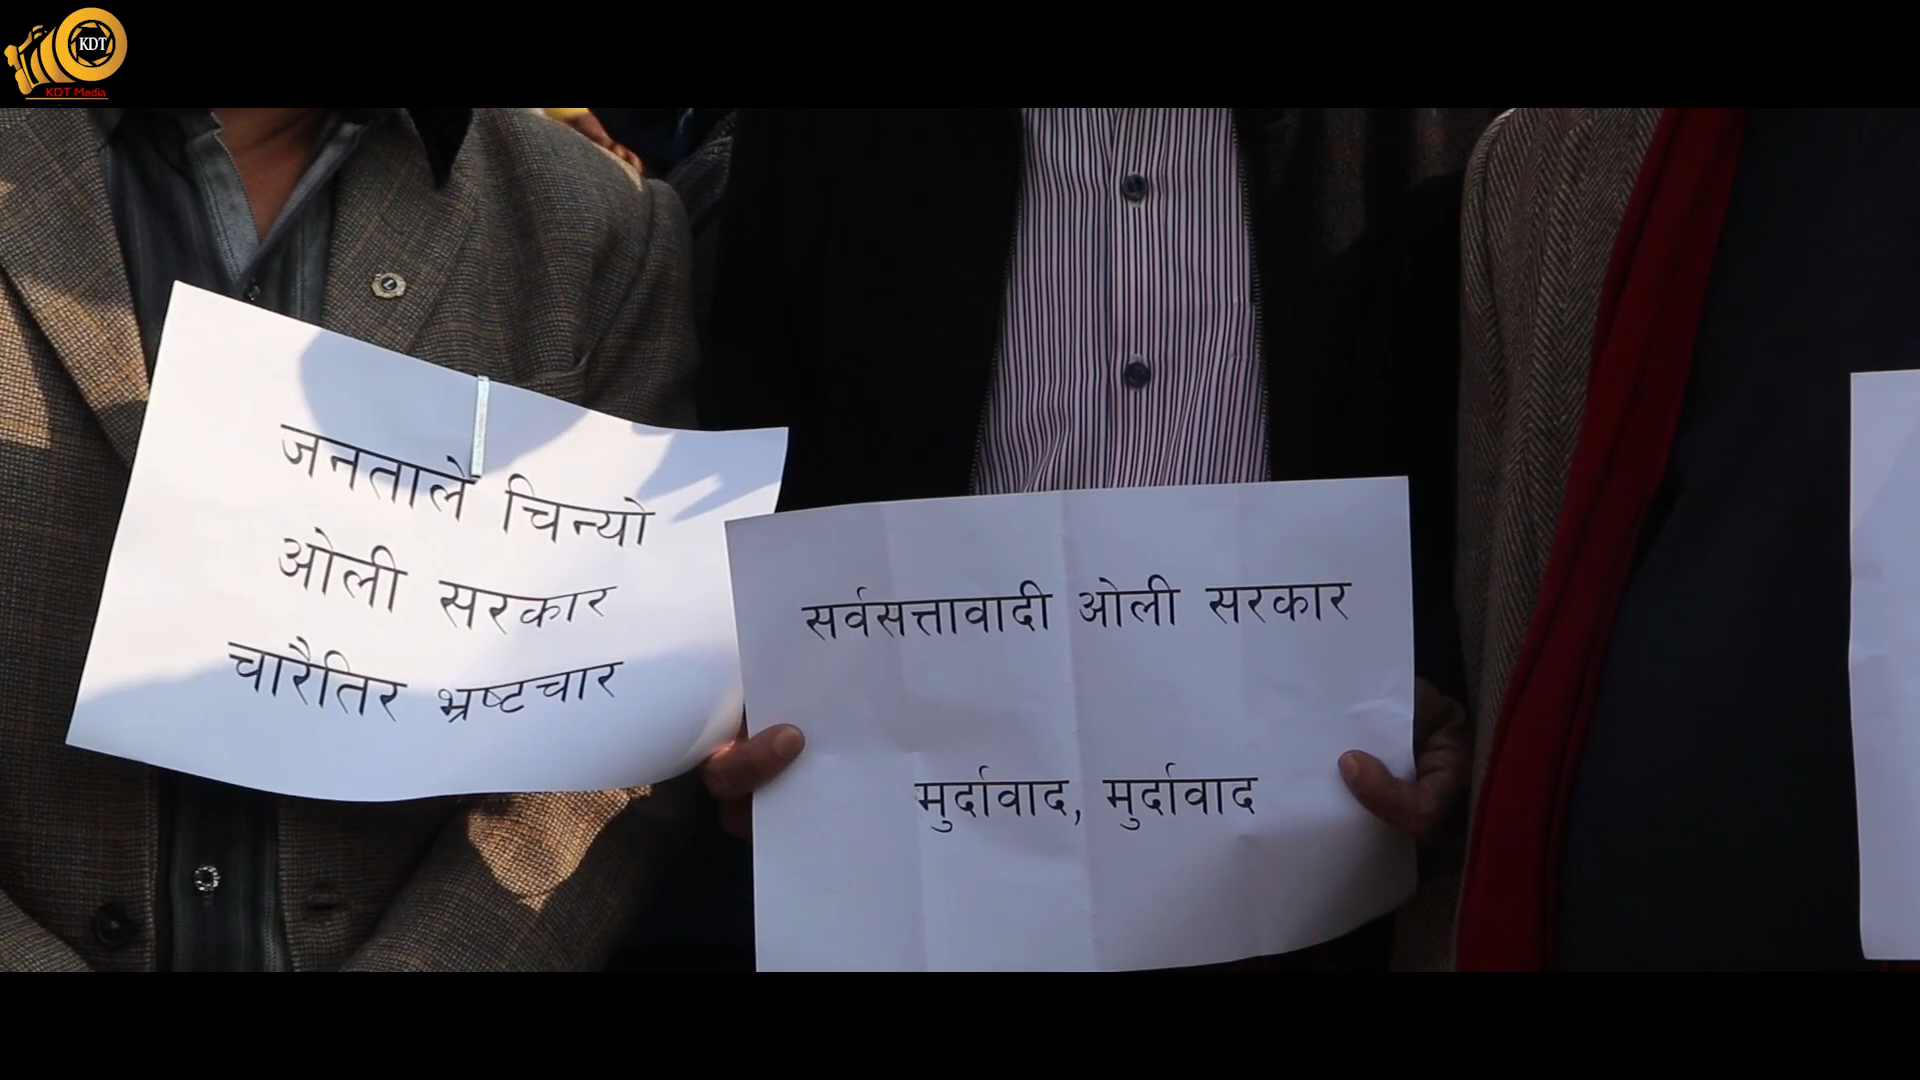 KDT
KDT Media
जनताले चिन्यो
ओली सरकार
चारैतिर भ्रष्टचार
सर्वसत्तावादी ओली सरकार
मुर्दावाद, मुर्दावाद